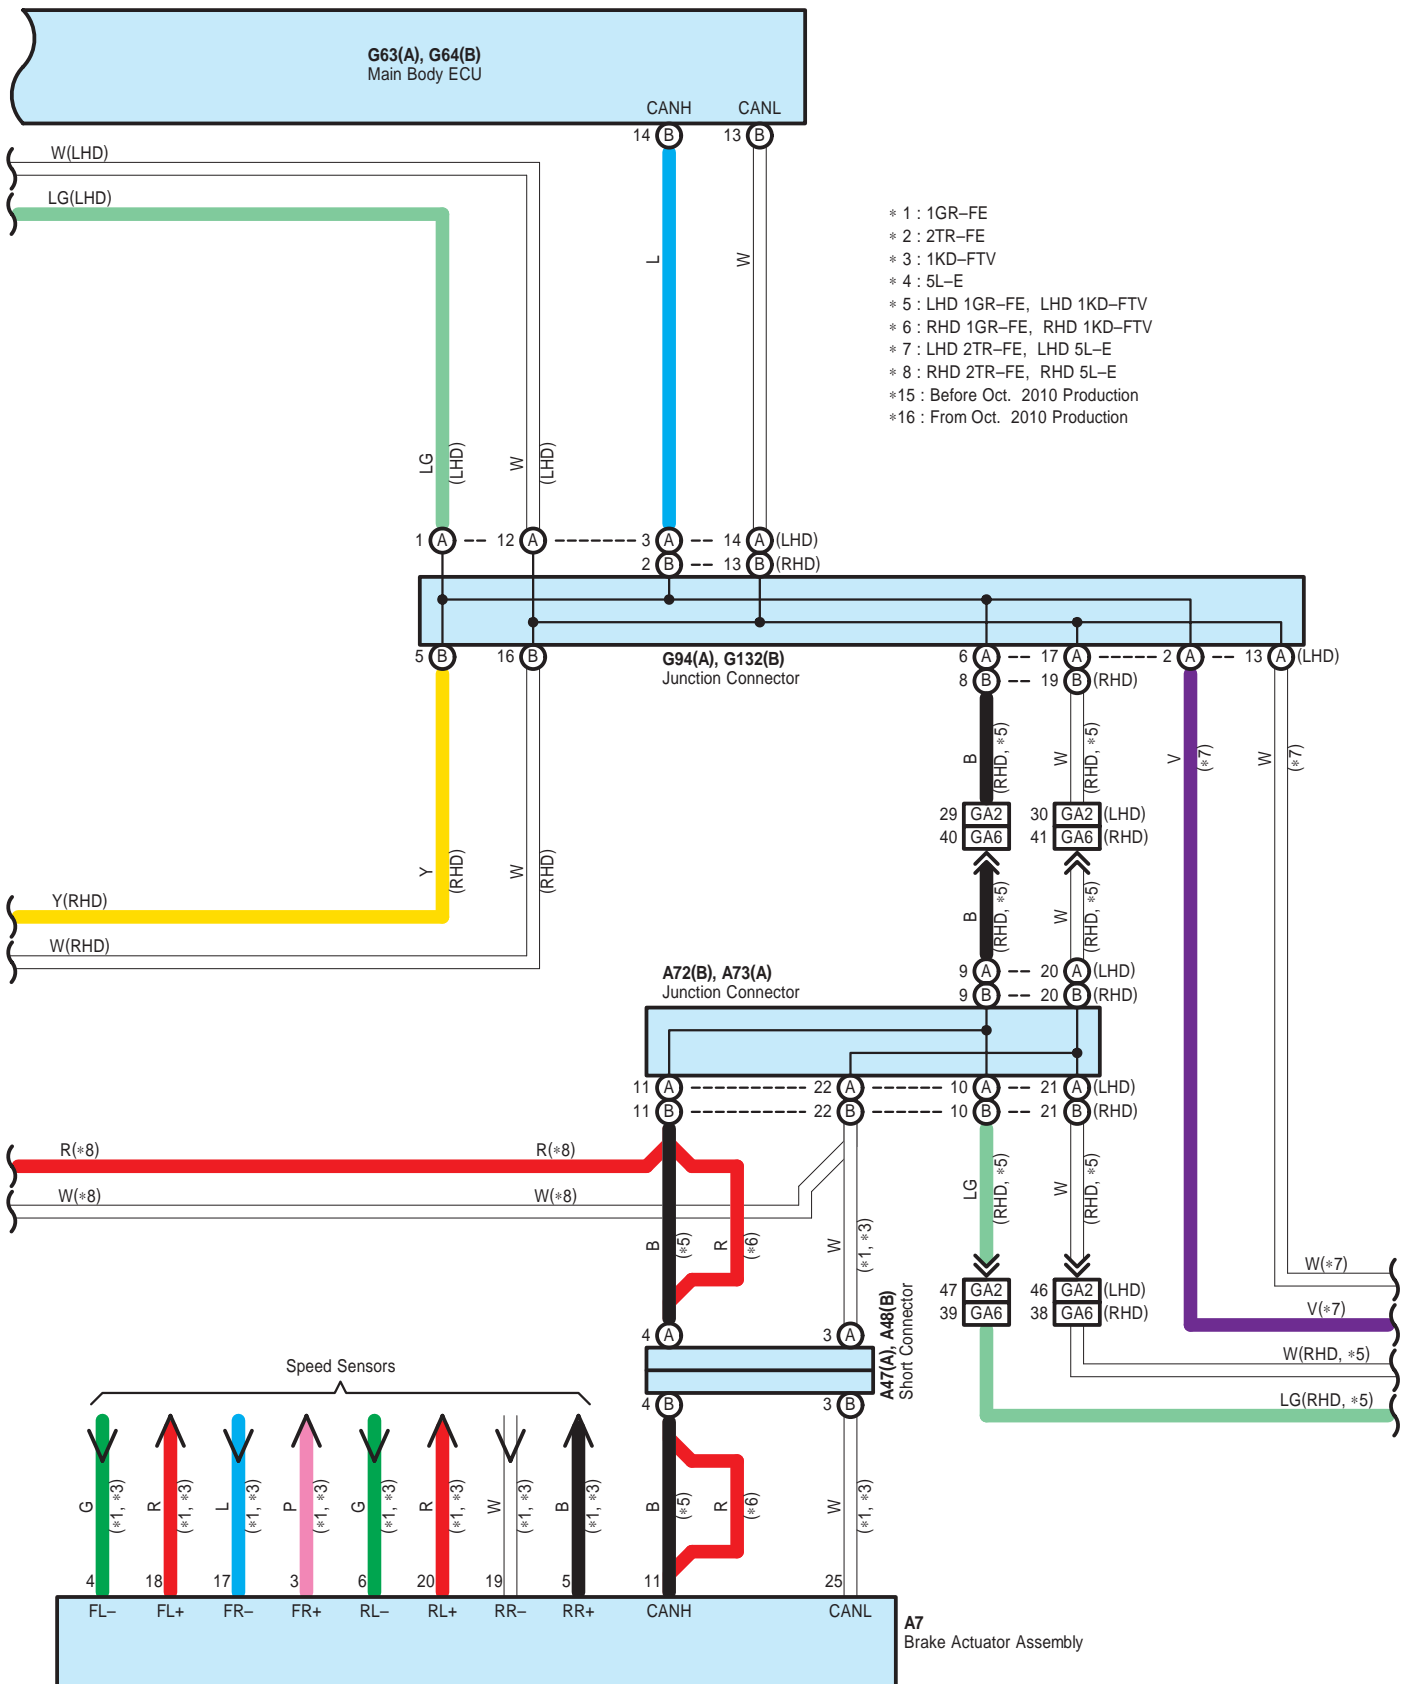 G63(A), G64(B)
Main Body ECU
CANH CANL
14 B 13 B
W(LHD)
LG(LHD)
L
W
∗ 1 : 1GR–FE
∗ 2 : 2TR–FE
∗ 3 : 1KD–FTV
∗ 4 : 5L–E
∗ 5 : LHD 1GR–FE, LHD 1KD–FTV
∗ 6 : RHD 1GR–FE, RHD 1KD–FTV
∗ 7 : LHD 2TR–FE, LHD 5L–E
∗ 8 : RHD 2TR–FE, RHD 5L–E
∗15 : Before Oct. 2010 Production
∗16 : From Oct. 2010 Production
LG
(LHD)
W
(LHD)
1 A 12 A 3 A 14 A (LHD)
2 B 13 B (RHD)
5 B 16 B
G94(A), G132(B)
Junction Connector
6 A 17 A 2 A 13 A (LHD)
8 B 19 B (RHD)
B
(RHD, ∗5)
W
(RHD, ∗5)
V
(∗7)
W
(∗7)
29 GA2 30 GA2 (LHD)
40 GA6 41 GA6 (RHD)
Y
(RHD)
W
(RHD)
Y(RHD)
W(RHD)
B
(RHD, ∗5)
W
(RHD, ∗5)
A72(B), A73(A)
Junction Connector
9 A 20 A (LHD)
9 B 20 B (RHD)
11 A 22 A 10 A 21 A (LHD)
11 B 22 B 10 B 21 B (RHD)
R(∗8) R(∗8)
W(∗8) W(∗8)
B
(∗5)
R
(∗6)
W
(∗1, ∗3)
LG
(RHD, ∗5)
W
(RHD, ∗5)
47 GA2 46 GA2 (LHD)
39 GA6 38 GA6 (RHD)
W(∗7)
V(∗7)
W(RHD, ∗5)
LG(RHD, ∗5)
4 A 3 A
A47(A), A48(B)
Short Connector
4 B 3 B
Speed Sensors
G
(∗1, ∗3)
R
(∗1, ∗3)
L
(∗1, ∗3)
P
(∗1, ∗3)
G
(∗1, ∗3)
R
(∗1, ∗3)
W
(∗1, ∗3)
B
(∗1, ∗3)
B
(∗5)
R
(∗6)
W
(∗1, ∗3)
4 18 17 3 6 20 19 5 11 25
FL– FL+ FR– FR+ RL– RL+ RR– RR+ CANH CANL
A7
Brake Actuator Assembly